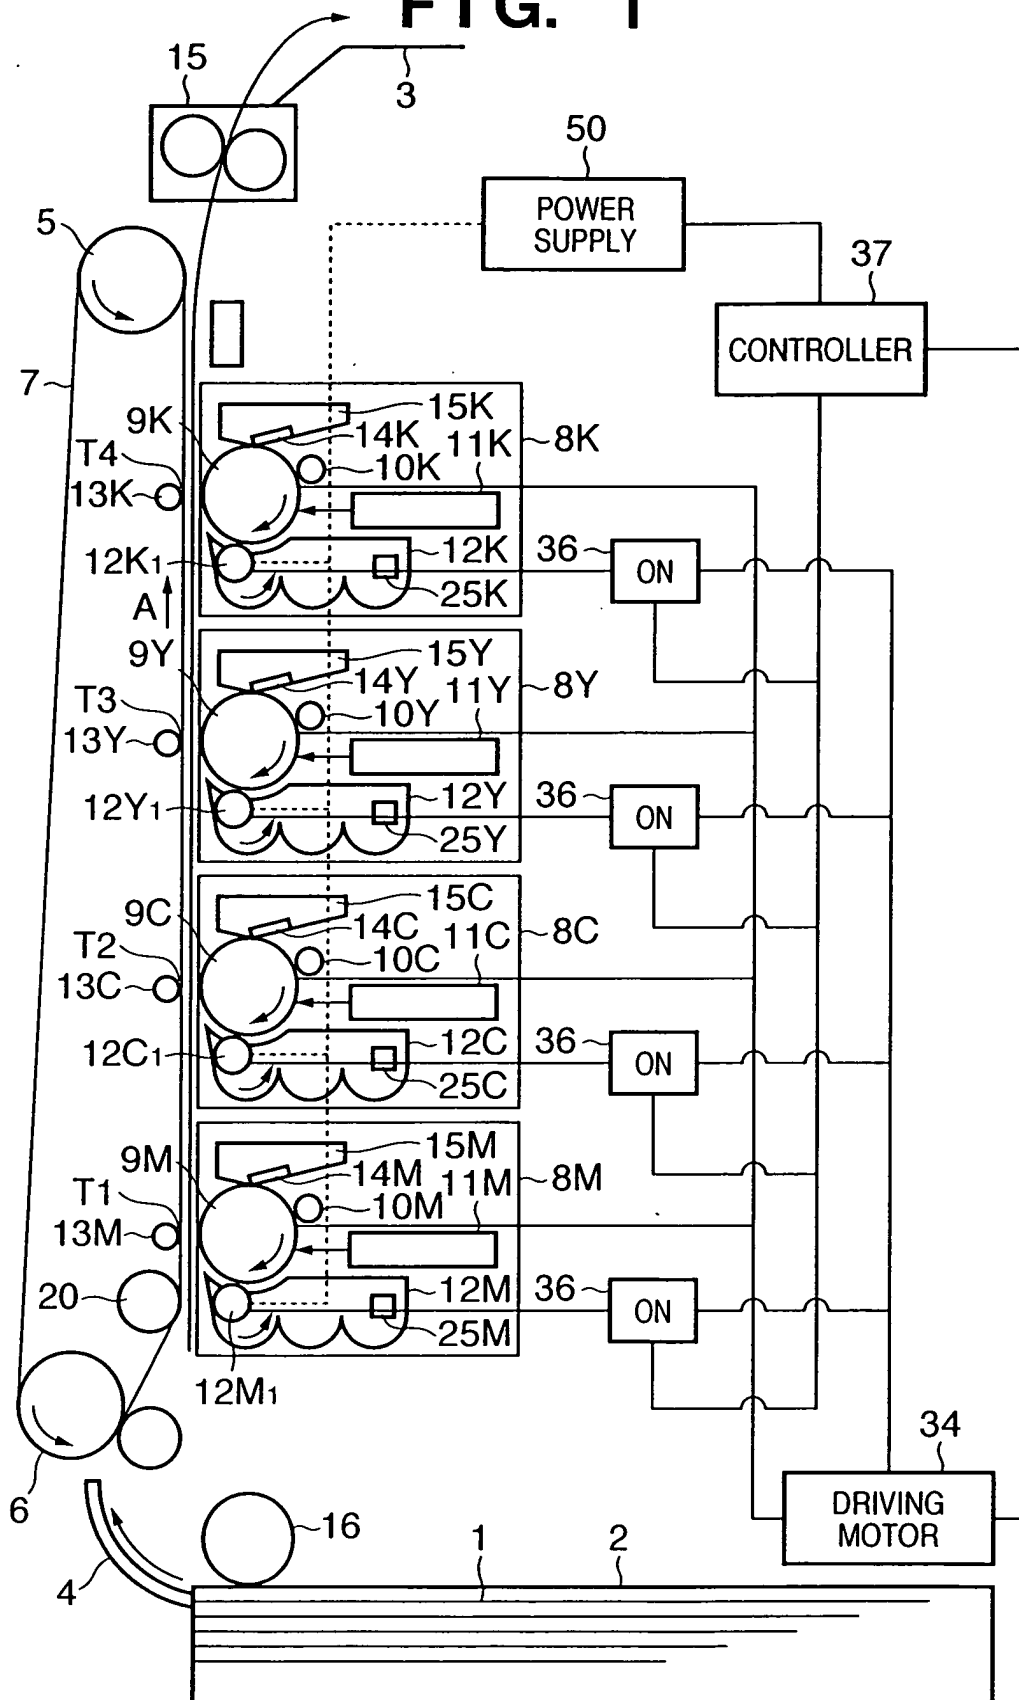 FIG. 1
15
3
50
POWER
SUPPLY
5
37
CONTROLLER
7
9K
15K
14K
11K
8K
T4
10K
13K
12K1
12K
36
ON
25K
A
9Y
15Y
14Y
11Y
8Y
T3
10Y
13Y
12Y1
12Y
36
ON
25Y
9C
15C
14C
11C
8C
T2
10C
13C
12C1
12C
36
ON
25C
9M
15M
14M
11M
8M
T1
10M
13M
20
12M
36
ON
25M
12M1
34
6
DRIVING
MOTOR
16
1
2
4